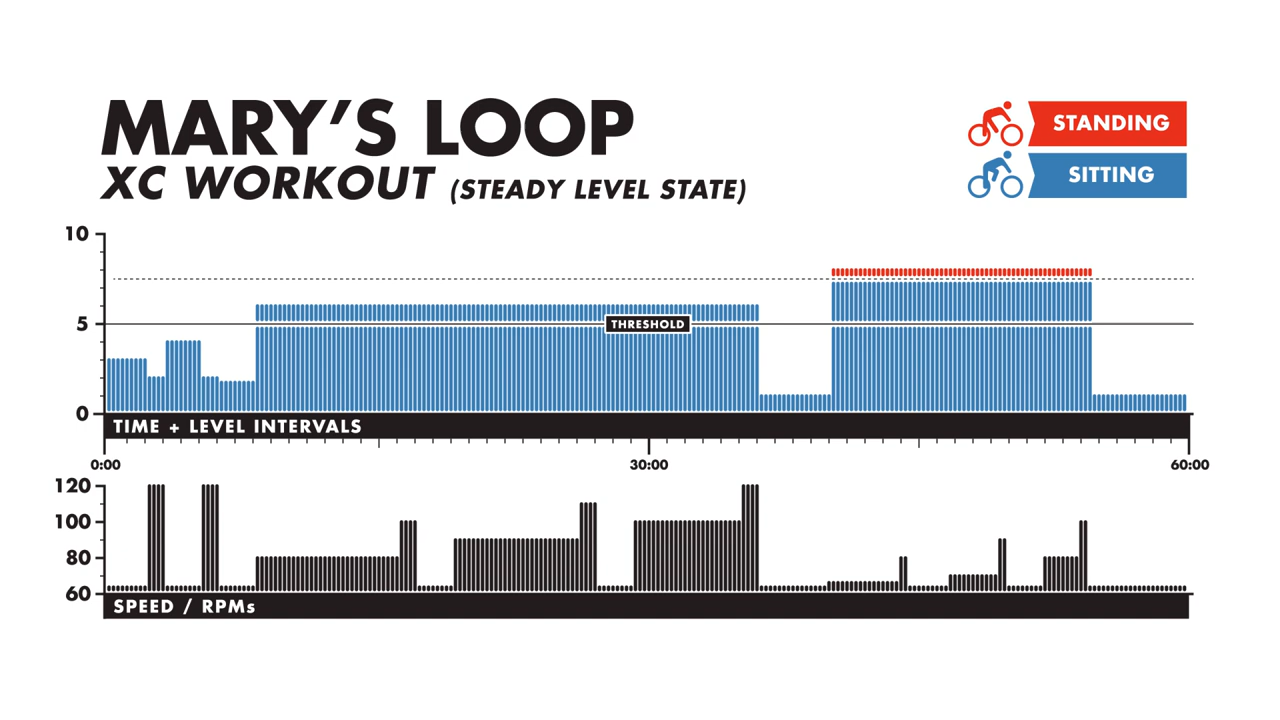 MARY'S LOOP
XC WORKOUT (STEADY LEVEL STATE)
STANDING
SITTING
10
5
0
THRESHOLD
TIME + LEVEL INTERVALS
0:00 30:00 60:00
120
100
80
60
SPEED / RPMs